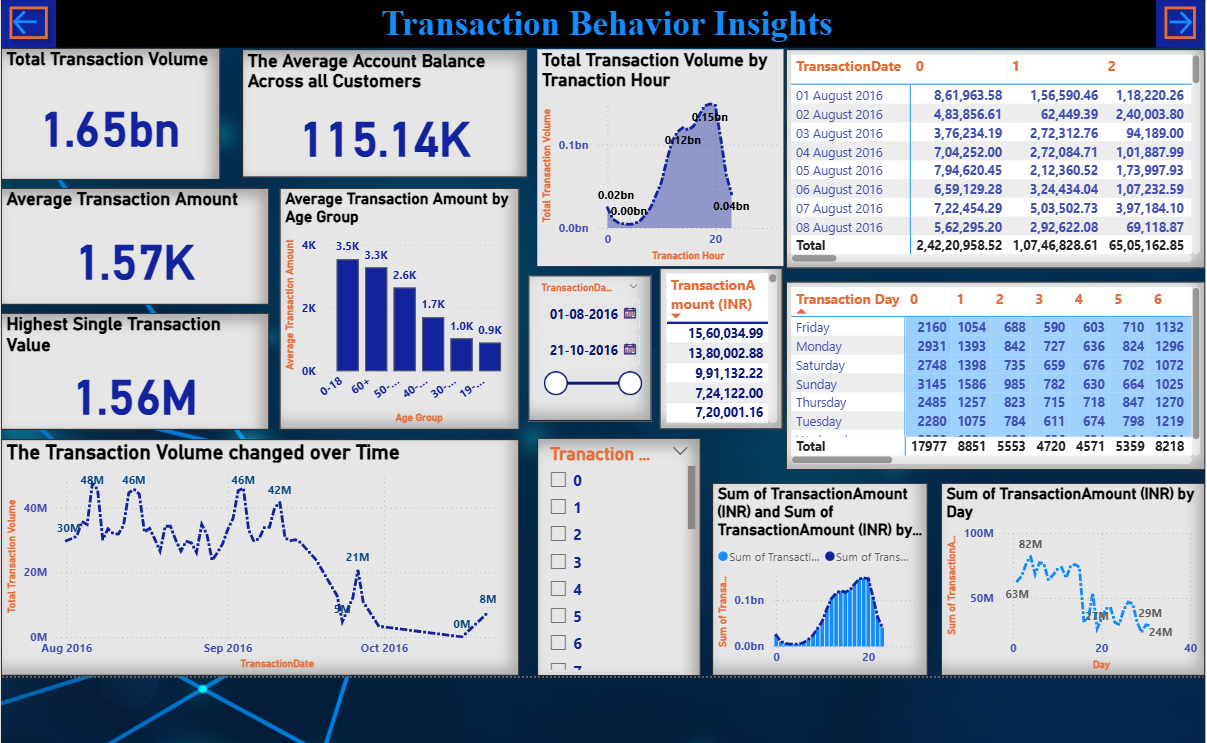 Transaction Behavior Insights
Total Transaction Volume
1.65bn
The Average Account Balance
Across all Customers
115.14K
Average Transaction Amount
1.57K
Highest Single Transaction
Value
1.56M
Average Transaction Amount by
Age Group
Average Transaction Amount
4K
2K
0K
3.5K
3.3K
2.6K
1.7K
1.0K
0.9K
0-18
60+
50-...
40-...
30-...
19-...
Age Group
Total Transaction Volume by
Tranaction Hour
Total Transaction Volume
0.1bn
0.0bn
0.02bn
0.00bn
0.12bn
0.15bn
0.04bn
0
20
Tranaction Hour
TransactionDate 0 1 2
01 August 2016 8,61,963.58 1,56,590.46 1,18,220.26
02 August 2016 4,83,856.61 62,449.39 2,40,003.80
03 August 2016 3,76,234.19 2,72,312.76 94,189.00
04 August 2016 7,04,252.00 2,72,084.71 1,01,887.99
05 August 2016 7,94,620.45 2,12,360.52 1,73,997.93
06 August 2016 6,59,129.28 3,24,434.04 1,07,232.59
07 August 2016 7,22,454.29 5,03,502.73 3,97,184.10
08 August 2016 5,62,295.20 2,92,622.08 69,118.87
Total 2,42,20,958.52 1,07,46,828.61 65,05,162.85
TransactionDa...
01-08-2016
21-10-2016
TransactionA
mount (INR)
15,60,034.99
13,80,002.88
9,91,132.22
7,24,122.00
7,20,001.16
Transaction Day 0 1 2 3 4 5 6
Friday 2160 1054 688 590 603 710 1132
Monday 2931 1393 842 727 636 824 1296
Saturday 2748 1398 735 659 676 702 1072
Sunday 3145 1586 985 782 630 664 1025
Thursday 2485 1257 823 715 718 847 1270
Tuesday 2280 1075 784 611 674 798 1219
Total 17977 8851 5553 4720 4571 5359 8218
The Transaction Volume changed over Time
Total Transaction Volume
40M
20M
0M
30M
48M
46M
46M
42M
21M
0M
8M
Aug 2016
Sep 2016
Oct 2016
TransactionDate
Tranaction ...
0
1
2
3
4
5
6
Sum of TransactionAmount
(INR) and Sum of
TransactionAmount (INR) by...
Sum of Transacti...
Sum of Trans...
Sum of Transa...
0.1bn
0.0bn
0
20
Sum of TransactionAmount (INR) by
Day
Sum of TransactionA...
100M
50M
82M
63M
29M
24M
0
20
40
Day